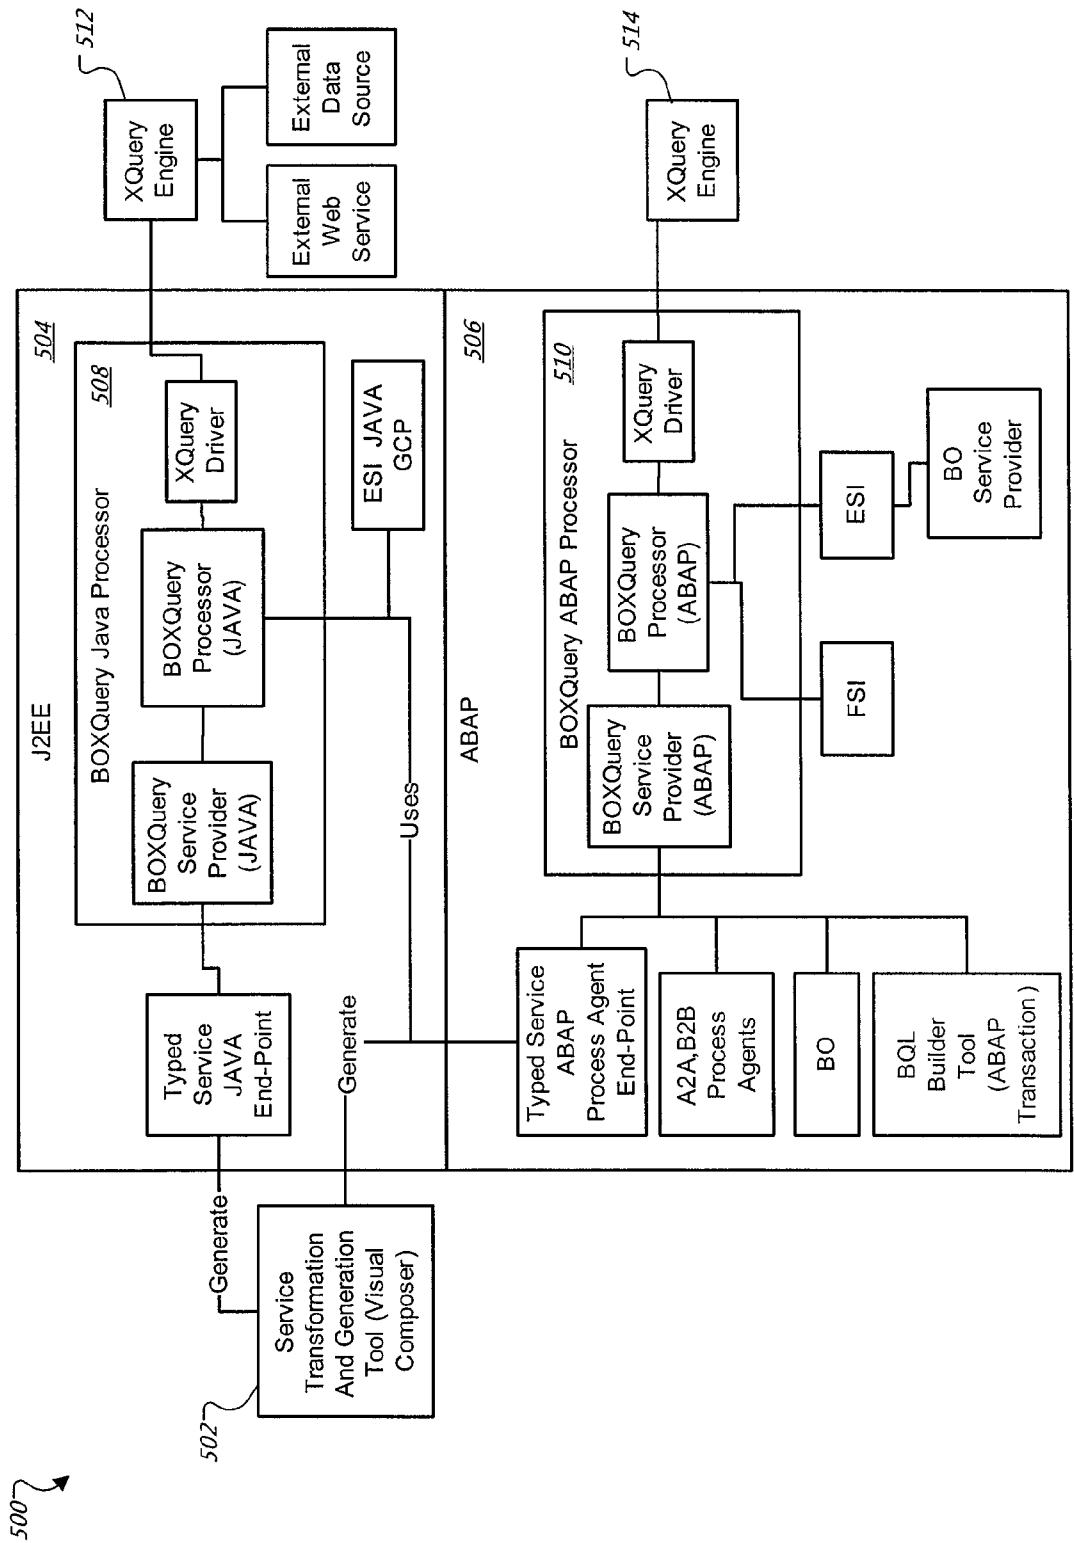 500
502
Service
Transformation
And Generation
Tool (Visual
Composer)
Generate
Generate
J2EE
504
Typed
Service
JAVA
End-Point
BOXQuery Java Processor
508
BOXQuery
Service
Provider
(JAVA)
BOXQuery
Processor
(JAVA)
XQuery
Driver
ESI JAVA
GCP
Uses
XQuery
Engine
512
External
Web
Service
External
Data
Source
ABAP
506
Typed Service
ABAP
Process Agent
End-Point
A2A,B2B
Process
Agents
BO
BQL
Builder
Tool
(ABAP
Transaction)
BOXQuery ABAP Processor
510
BOXQuery
Service
Provider
(ABAP)
BOXQuery
Processor
(ABAP)
XQuery
Driver
FSI
ESI
BO
Service
Provider
XQuery
Engine
514